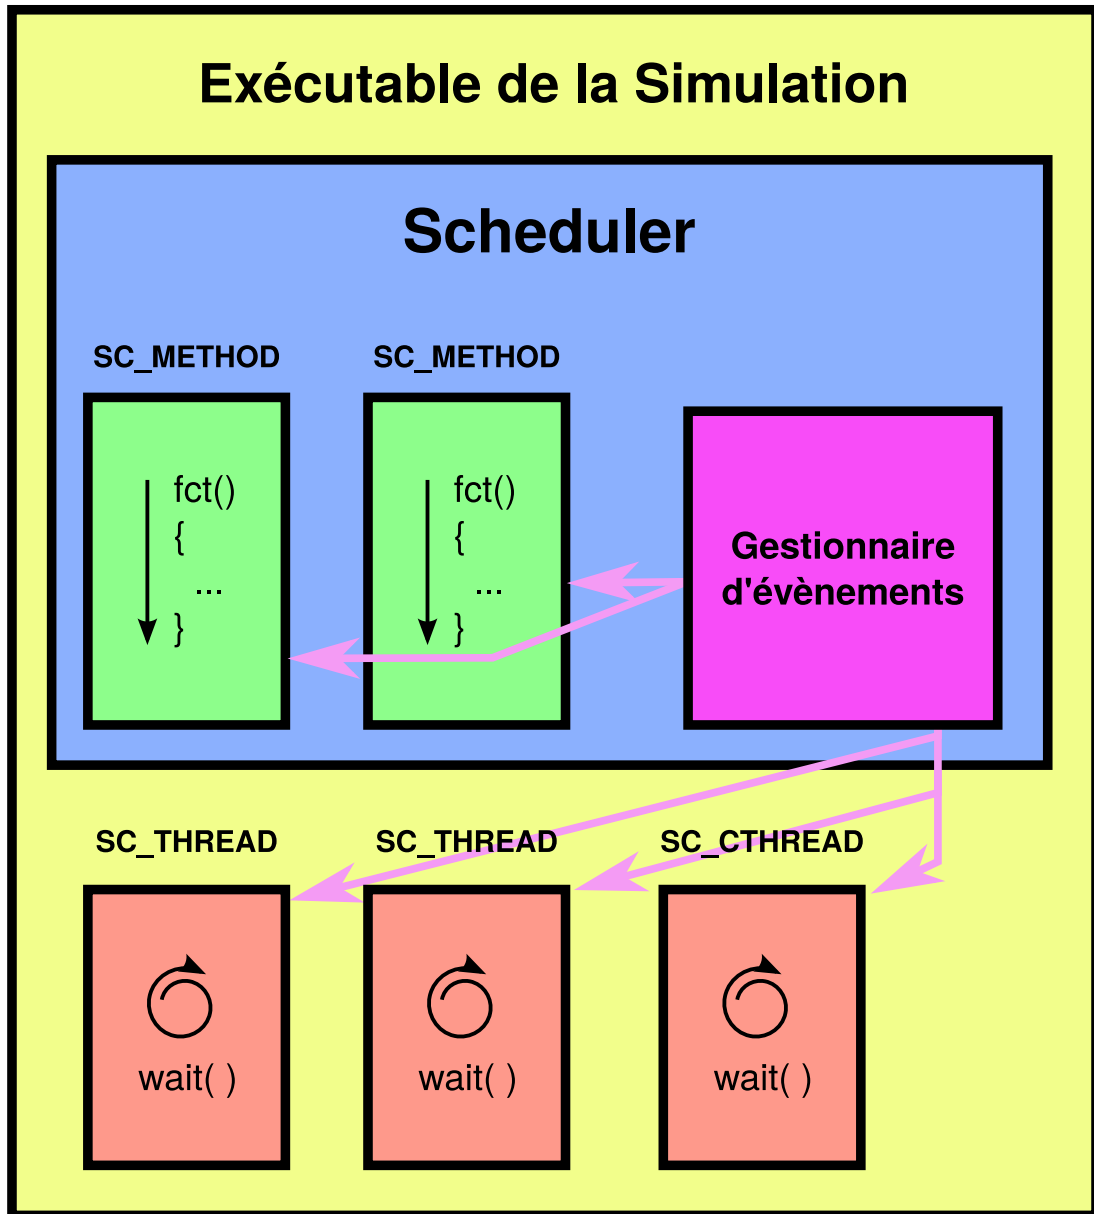 Exécutable de la Simulation
Scheduler
SC_METHOD
SC_METHOD
fct()
{
...
}
fct()
{
...
}
Gestionnaire
d'évènements
SC_THREAD
SC_THREAD
SC_CTHREAD
wait( )
wait( )
wait( )